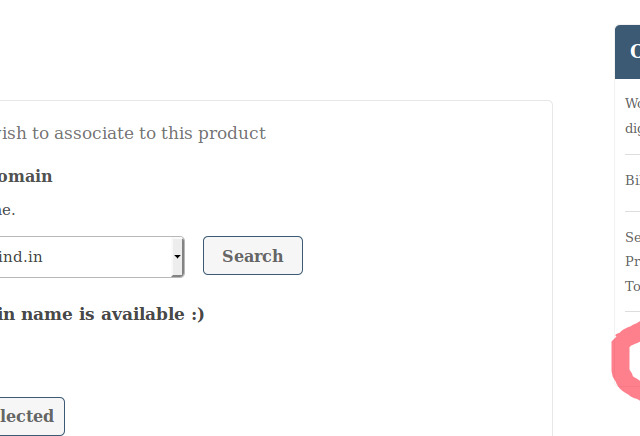 wish to associate to this product
omain
ne.
ind.in
Search
in name is available :)
lected
Wo
dig
Bi
Se
Pr
To